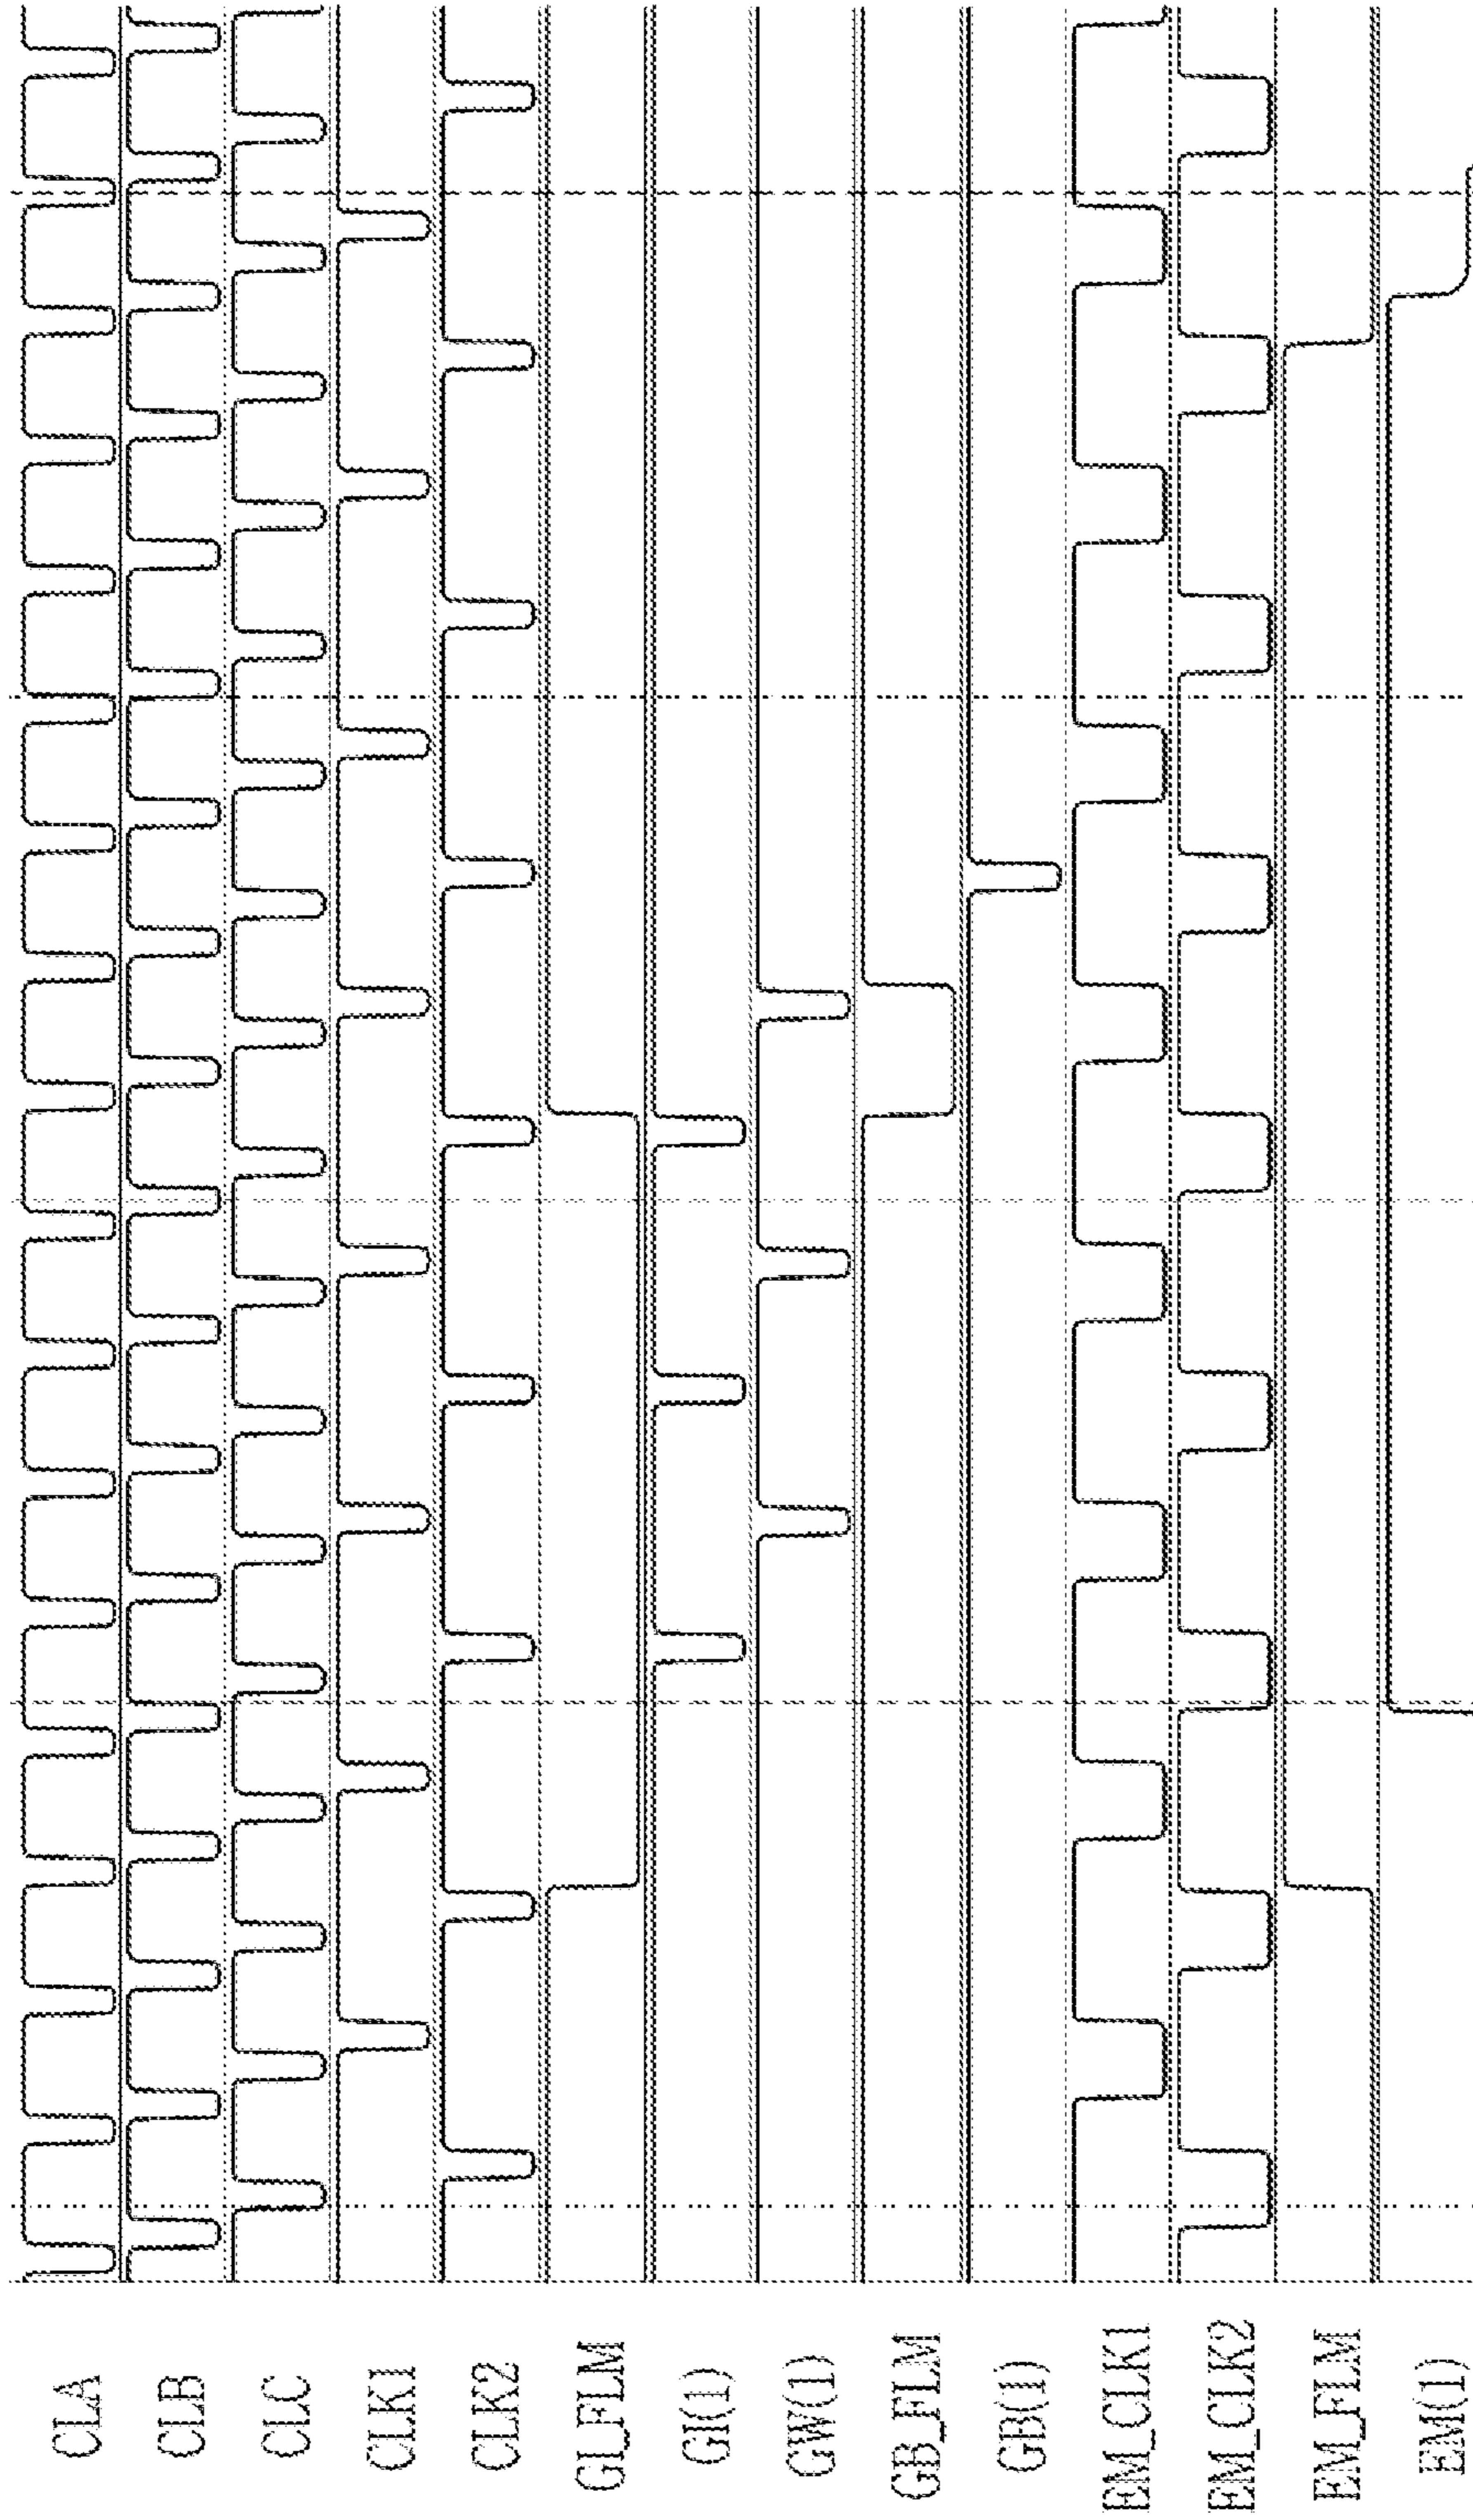 CLA
CLB
CLC
CLK1
CLK2
GI_FLM
GI(1)
GW(1)
GB_FLM
GB(1)
EM_CLK1
EM_CLK2
EM_FLM
EM(1)